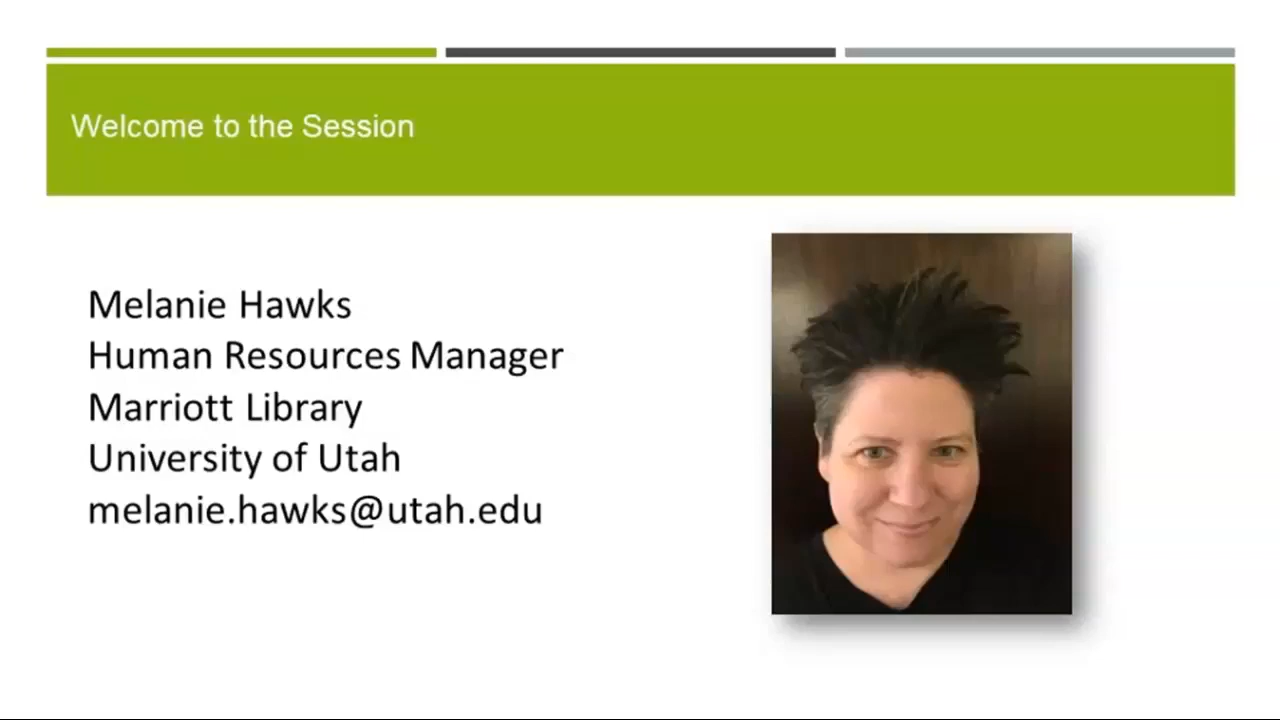 Welcome to the Session
Melanie Hawks
Human Resources Manager
Marriott Library
University of Utah
melanie.hawks@utah.edu